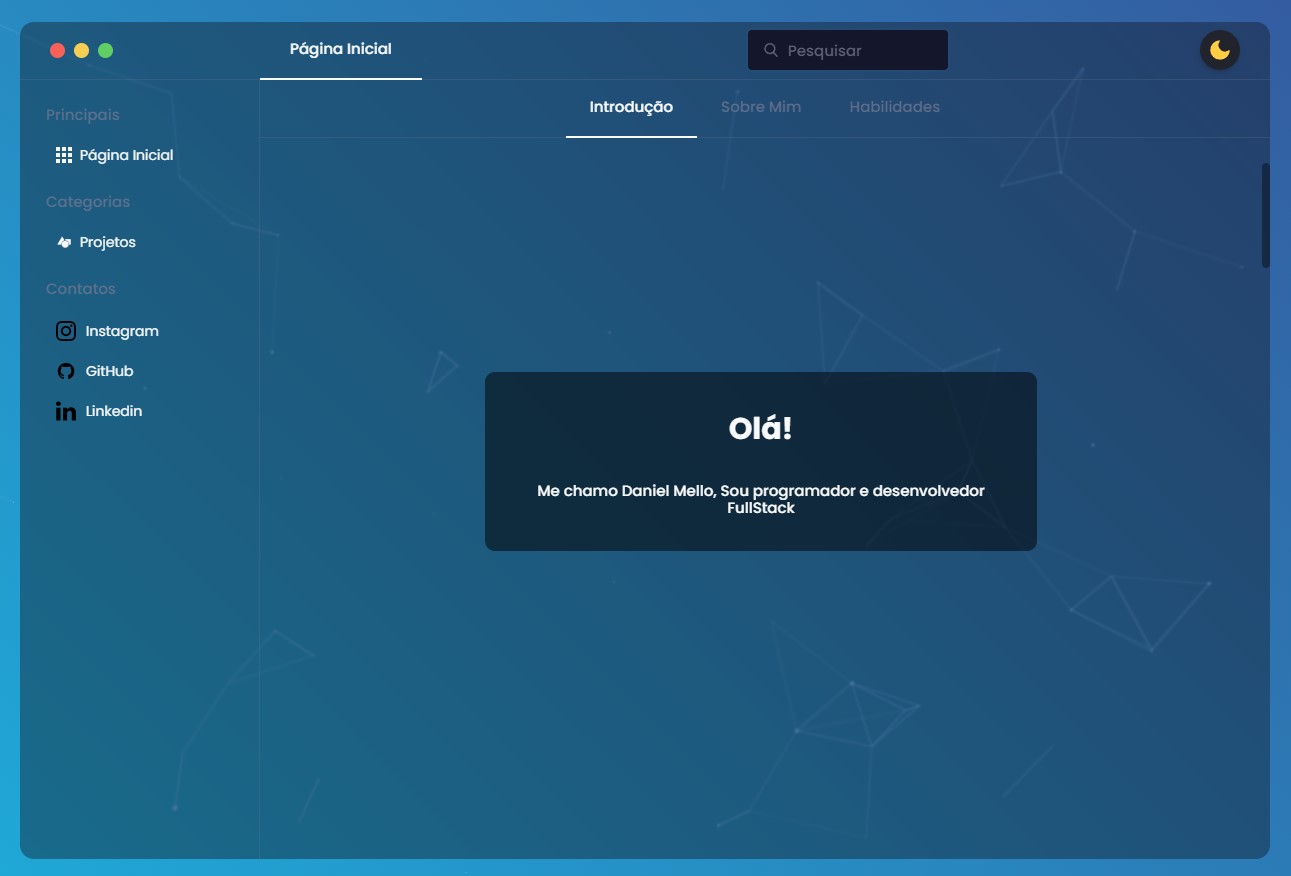 Página Inicial
Pesquisar
Introdução
Sobre Mim
Habilidades
Principais
Página Inicial
Categorias
Projetos
Contatos
Instagram
GitHub
Linkedin
Olá!
Me chamo Daniel Mello, Sou programador e desenvolvedor
FullStack